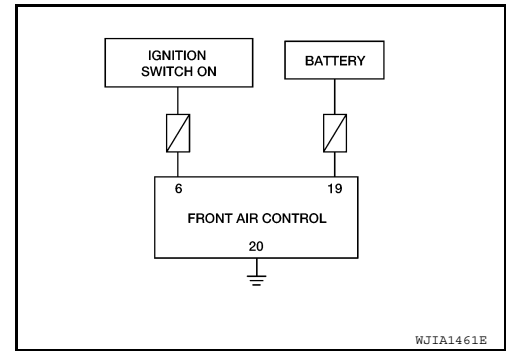 IGNITION
SWITCH ON
BATTERY
6
19
FRONT AIR CONTROL
20
WJIA1461E